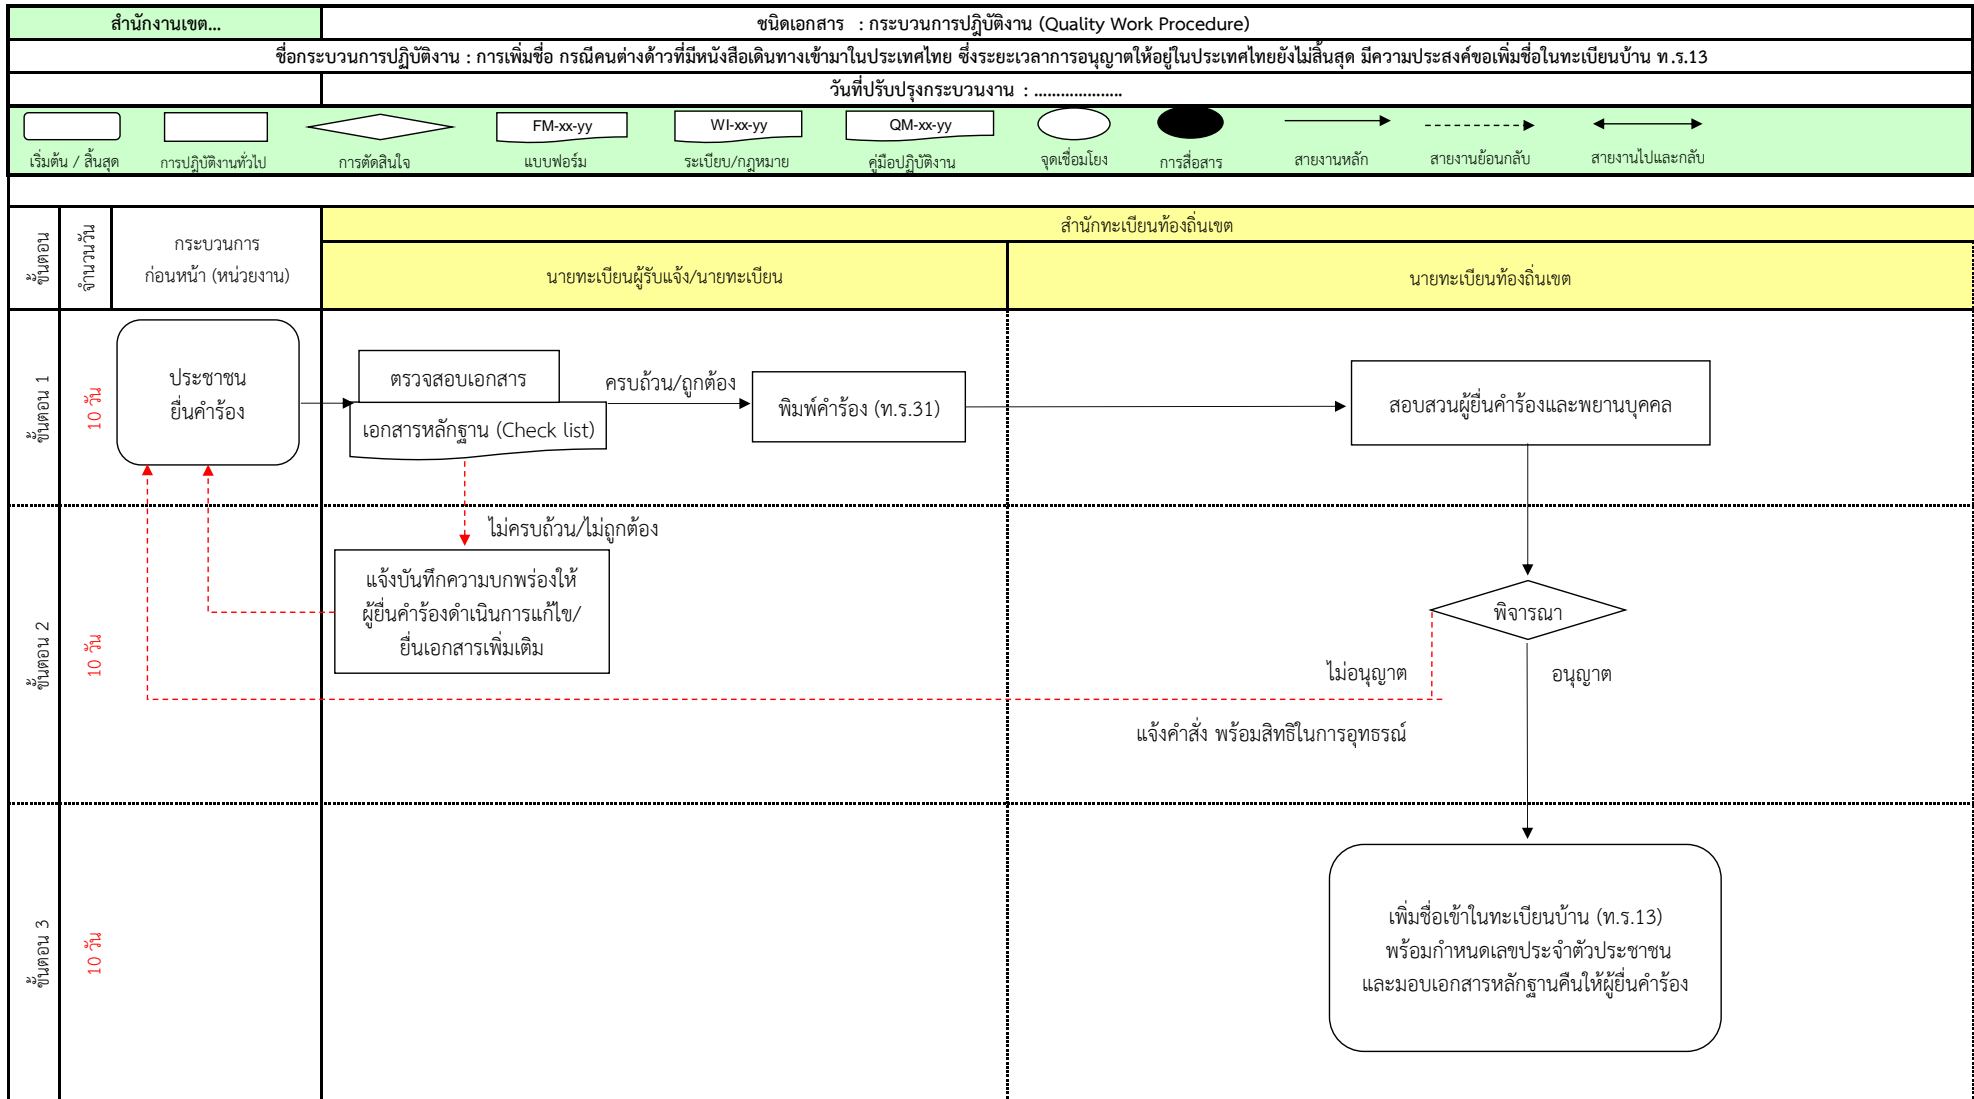 สำนักงานเขต...
ชนิดเอกสาร : กระบวนการปฎิบัติงาน (Quality Work Procedure)
ชื่อกระบวนการปฏิบัติงาน : การเพิ่มชื่อ กรณีคนต่างด้าวที่มีหนังสือเดินทางเข้ามาในประเทศไทย ซึ่งระยะเวลาการอนุญาตให้อยู่ในประเทศไทยยังไม่สิ้นสุด มีความประสงค์ขอเพิ่มชื่อในทะเบียนบ้าน ท.ร.13
วันที่ปรับปรุงกระบวนงาน : ....................
FM-xx-yy
WI-xx-yy
QM-xx-yy
เริ่มต้น / สิ้นสุด
การปฎิบัติงานทั่วไป
การตัดสินใจ
แบบฟอร์ม
ระเบียบ/กฎหมาย
คู่มือปฏิบัติงาน
จุดเชื่อมโยง
การสื่อสาร
สายงานหลัก
สายงานย้อนกลับ
สายงานไปและกลับ
ขั้นตอน
จำนวนวัน
กระบวนการ
ก่อนหน้า (หน่วยงาน)
สำนักทะเบียนท้องถิ่นเขต
นายทะเบียนผู้รับแจ้ง/นายทะเบียน
นายทะเบียนท้องถิ่นเขต
ขั้นตอน 1
10 วัน
ประชาชน
ยื่นคำร้อง
ตรวจสอบเอกสาร
เอกสารหลักฐาน (Check list)
ครบถ้วน/ถูกต้อง
พิมพ์คำร้อง (ท.ร.31)
สอบสวนผู้ยื่นคำร้องและพยานบุคคล
ขั้นตอน 2
10 วัน
ไม่ครบถ้วน/ไม่ถูกต้อง
แจ้งบันทึกความบกพร่องให้
ผู้ยื่นคำร้องดำเนินการแก้ไข/
ยื่นเอกสารเพิ่มเติม
พิจารณา
ไม่อนุญาต
อนุญาต
แจ้งคำสั่ง พร้อมสิทธิในการอุทธรณ์
ขั้นตอน 3
10 วัน
เพิ่มชื่อเข้าในทะเบียนบ้าน (ท.ร.13)
พร้อมกำหนดเลขประจำตัวประชาชน
และมอบเอกสารหลักฐานคืนให้ผู้ยื่นคำร้อง